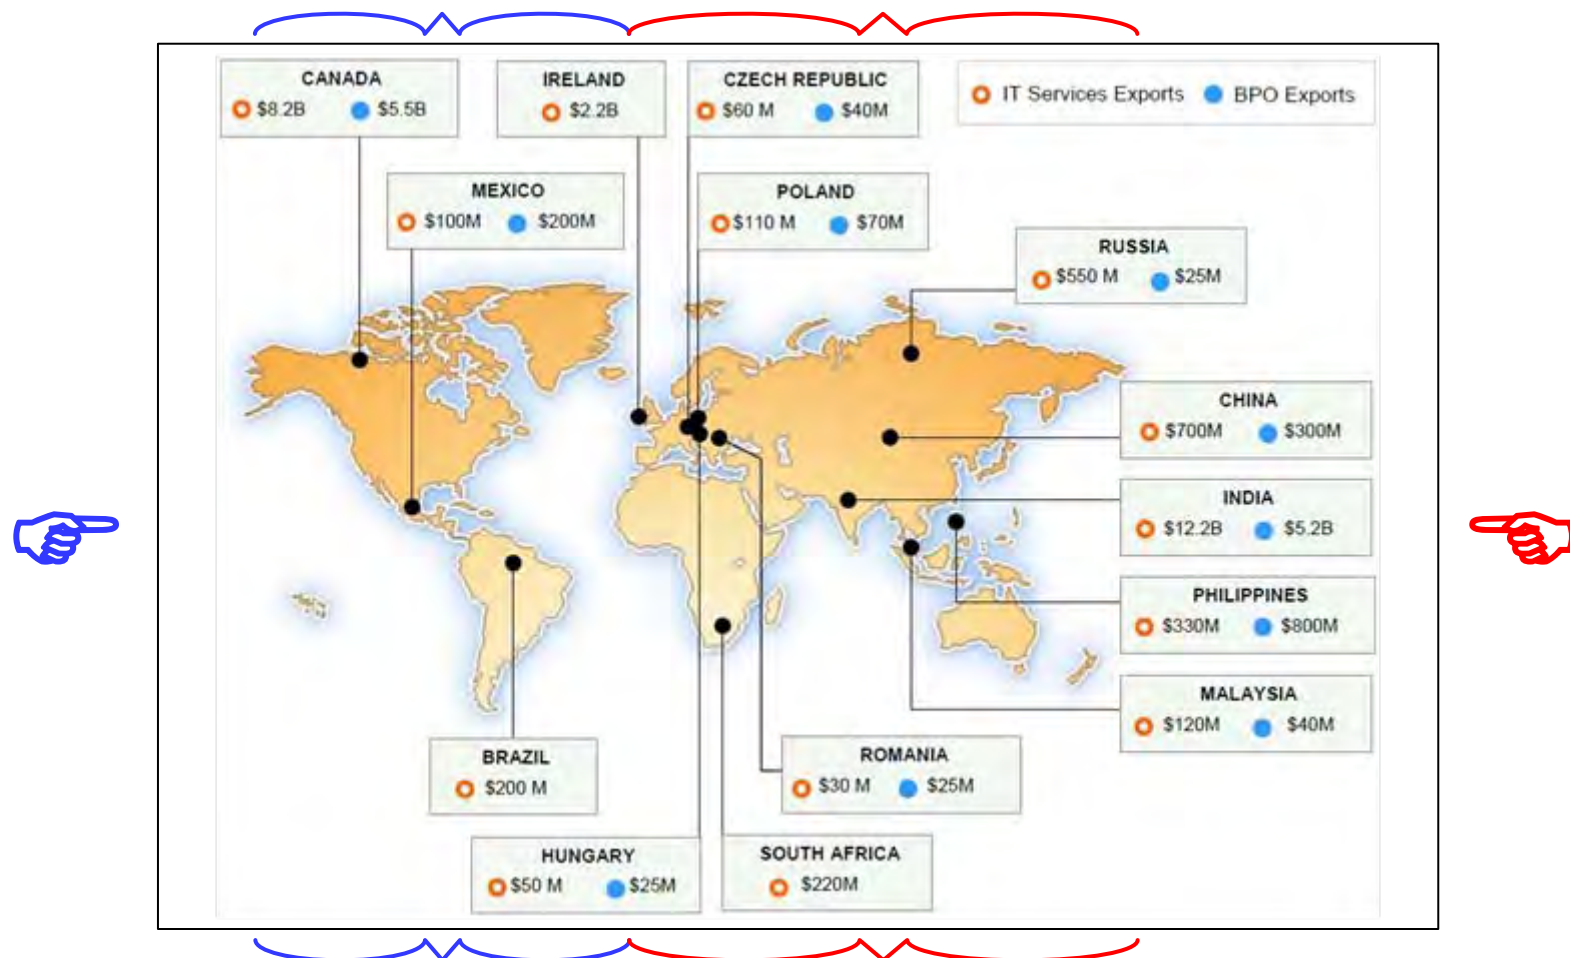 CANADA
$8.2B $5.5B
IRELAND
$2.2B
CZECH REPUBLIC
$60 M $40M
IT Services Exports BPO Exports
MEXICO
$100M $200M
POLAND
$110 M $70M
RUSSIA
$550 M $25M
CHINA
$700M $300M
INDIA
$12.2B $5.2B
PHILIPPINES
$330M $800M
MALAYSIA
$120M $40M
BRAZIL
$200 M
ROMANIA
$30 M $25M
HUNGARY
$50 M $25M
SOUTH AFRICA
$220M